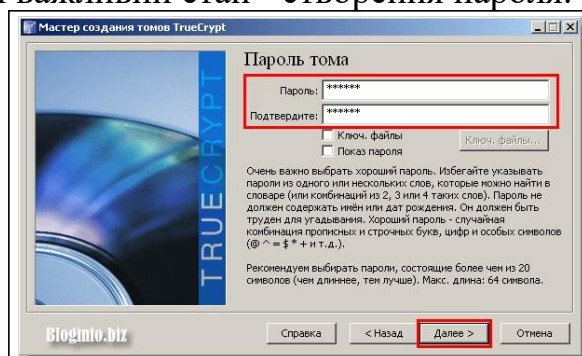 важливий етап - створення пароля.
Мастер создания томов TrueCrypt
TRUECRYPT
Пароль тома
Пароль: ******
Подтвердите: ******
Ключ. файлы
Ключ. файлы...
Показ пароля
Очень важно выбрать хороший пароль. Избегайте указывать
пароли из одного или нескольких слов, которые можно найти в
словаре (или комбинаций из 2, 3 или 4 таких слов). Пароль не
должен содержать имён или дат рождения. Он должен быть
труден для угадывания. Хороший пароль - случайная
комбинация прописных и строчных букв, цифр и особых символов
(@ ^ = $ * + и т.д.).
Рекомендуем выбирать пароли, состоящие более чем из 20
символов (чем длиннее, тем лучше). Макс. длина: 64 символа.
Bloginfo.biz
Справка
< Назад
Далее >
Отмена